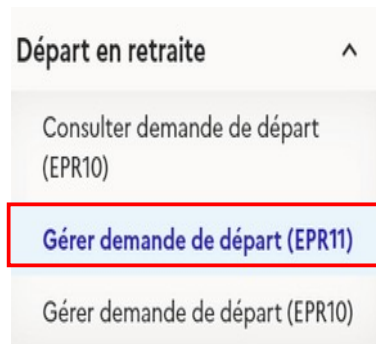 Départ en retraite
Consulter demande de départ
(EPR10)
Gérer demande de départ (EPR11)
Gérer demande de départ (EPR10)